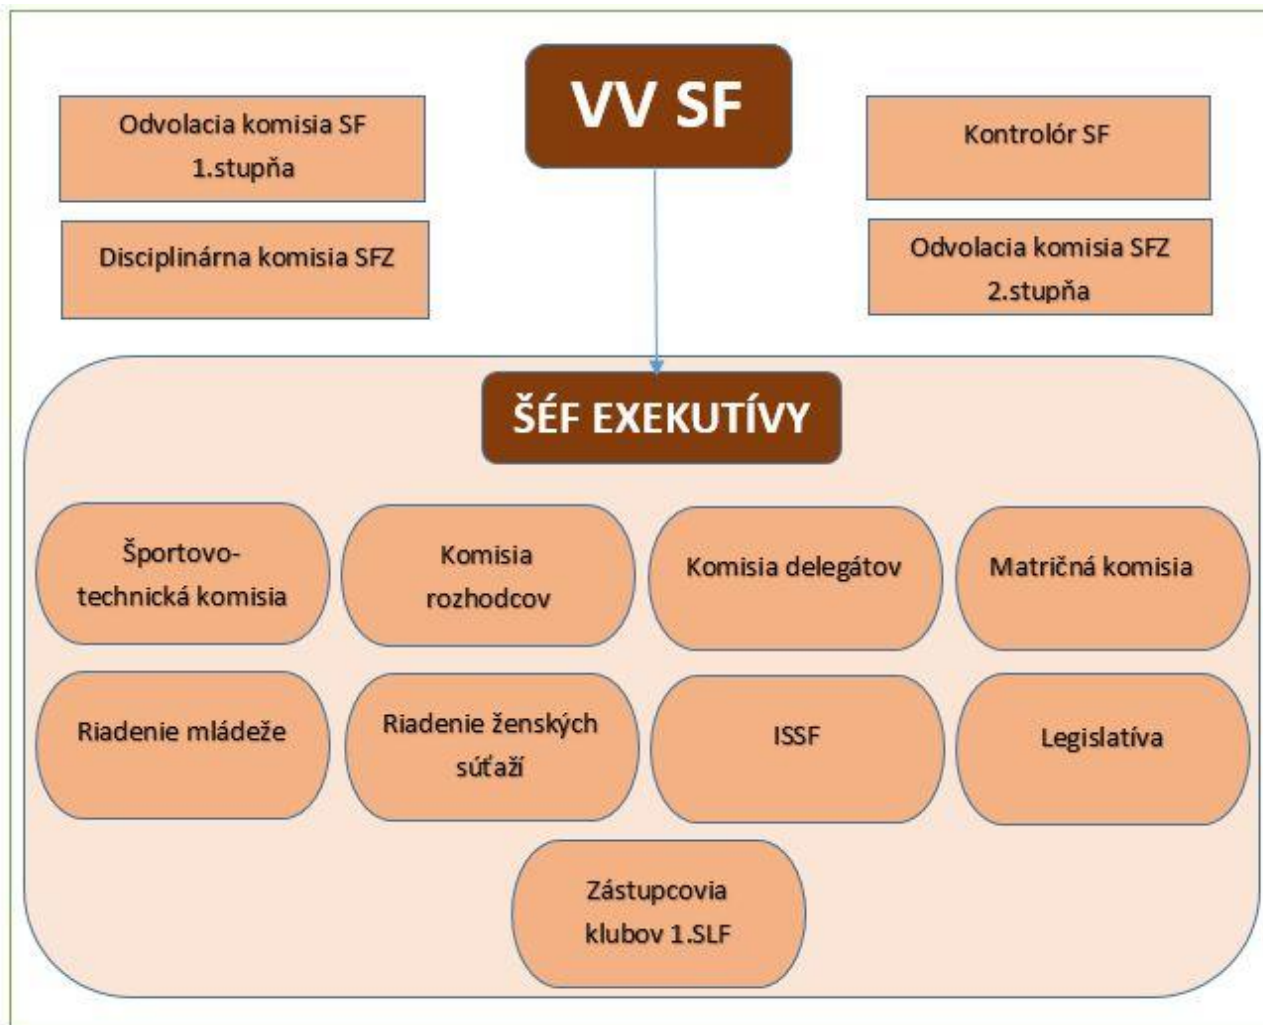 VV SF
Odvolacia komisia SF
1.stupňa
Kontrolór SF
Disciplinárna komisia SFZ
Odvolacia komisia SFZ
2.stupňa
ŠÉF EXEKUTÍVY
Športovo-
technická komisia
Komisia
rozhodcov
Komisia delegátov
Matričná komisia
Riadenie mládeže
Riadenie ženských
súťaží
ISSF
Legislatíva
Zástupcovia
klubov 1.SLF